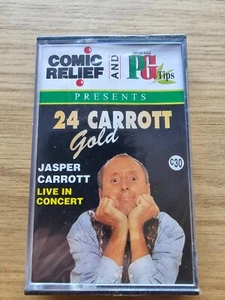 COMIC
RELIEF
AND
PG
Tips
PRESENTS
24 CARROTT
Gold
JASPER
CARROTT
LIVE IN
CONCERT
C30